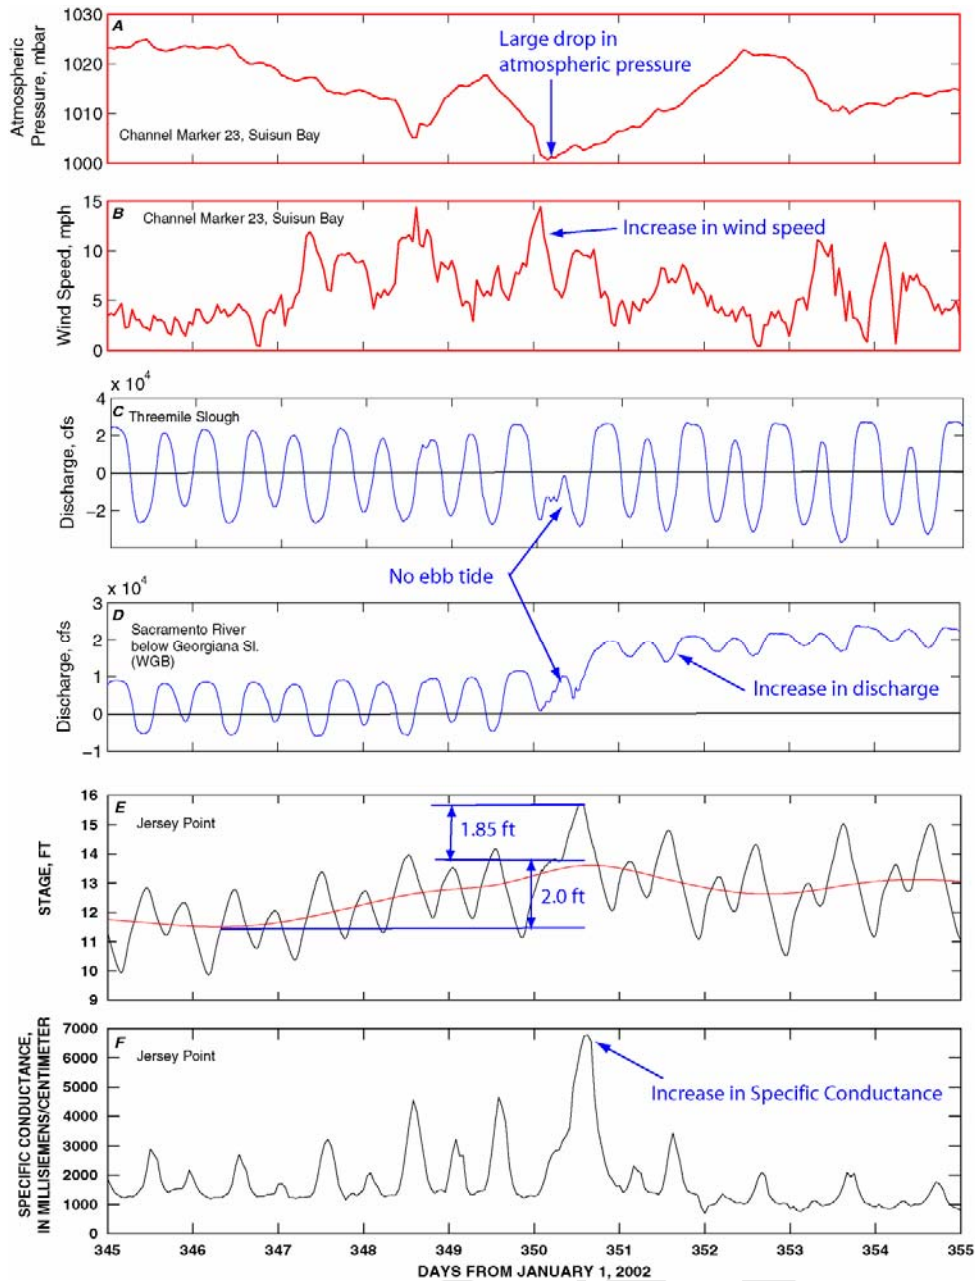 A
Atmospheric
Pressure, mbar
1030
1020
1010
1000
Large drop in
atmospheric pressure
Channel Marker 23, Suisun Bay
B
Channel Marker 23, Suisun Bay
Wind Speed, mph
15
10
5
0
Increase in wind speed
x 10⁴
C Threemile Slough
Discharge, cfs
4
2
0
−2
No ebb tide
x 10⁴
D
Sacramento River
below Georgiana Sl.
(WGB)
Discharge, cfs
3
2
1
0
−1
Increase in discharge
E
Jersey Point
STAGE, FT
16
15
14
13
12
11
10
9
1.85 ft
2.0 ft
F
Jersey Point
SPECIFIC CONDUCTANCE,
IN MILLISIEMENS/CENTIMETER
7000
6000
5000
4000
3000
2000
1000
0
Increase in Specific Conductance
345 346 347 348 349 350 351 352 353 354 355
DAYS FROM JANUARY 1, 2002